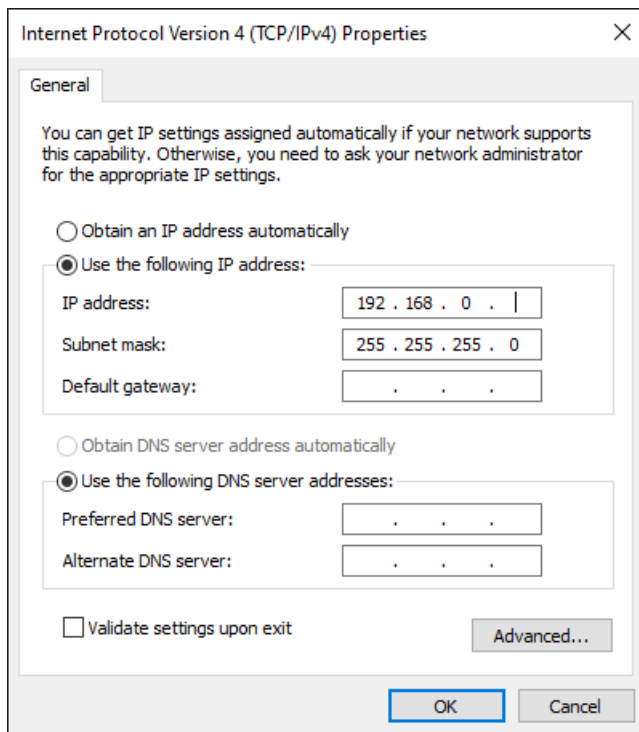 Internet Protocol Version 4 (TCP/IPv4) Properties
General
You can get IP settings assigned automatically if your network supports
this capability. Otherwise, you need to ask your network administrator
for the appropriate IP settings.
Obtain an IP address automatically
Use the following IP address:
IP address: 192 . 168 . 0 .
Subnet mask: 255 . 255 . 255 . 0
Default gateway: . . .
Obtain DNS server address automatically
Use the following DNS server addresses:
Preferred DNS server: . . .
Alternate DNS server: . . .
Validate settings upon exit
Advanced...
OK Cancel